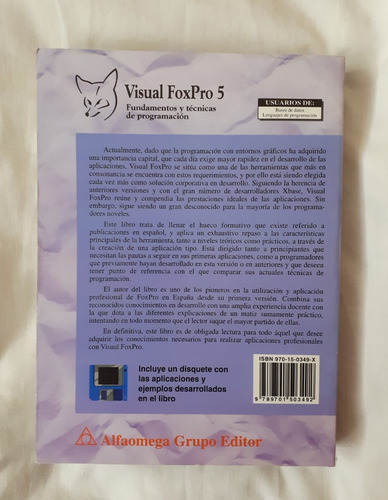 Visual FoxPro 5
Fundamentos y técnicas
de programación
USUARIOS DE:
Bases de datos
Lenguajes de programación
Actualmente, dado que la programación con entornos gráficos ha adquirido
una importancia capital, que cada día exige mayor rapidez en el desarrollo de las
aplicaciones, Visual FoxPro se sitúa como una de las herramientas que más en
consonancia se encuentra con estos requerimientos, y por ello está siendo elegida
cada vez más como solución corporativa en desarrollo. Siguiendo la herencia de
anteriores versiones y con el gran número de desarrolladores Xbase, Visual
FoxPro reúne y compendia las prestaciones ideales de las aplicaciones. Sin
embargo, sigue siendo un gran desconocido para la mayoría de los programa-
dores noveles.
Este libro trata de llenar el hueco formativo que existe referido a
publicaciones en español, y aplica un exhaustivo repaso a las características
principales de la herramienta, tanto a niveles teóricos como prácticos, a través de
la creación de una aplicación tipo. Está dirigido tanto a principiantes que
necesitan las pautas a seguir en sus primeras aplicaciones, como a programadores
que previamente hayan desarrollado en esta versión o en anteriores y que deseen
tener punto de referencia con el que comparar sus actuales técnicas de
programación.
El autor del libro es uno de los pioneros en la utilización y aplicación
profesional de FoxPro en España desde su primera versión. Combina sus
reconocidos conocimientos en desarrollo con una amplia experiencia docente con
la que dota a las diferentes explicaciones de un matiz sumamente práctico,
intentando en todo momento que el lector saque el mayor partido de ellas.
En definitiva, este libro es de obligada lectura para todo áquel que desee
adquirir los conocimientos necesarios para realizar aplicaciones profesionales
con Visual FoxPro.
Incluye un disquete con
las aplicaciones y
ejemplos desarrollados
en el libro
ISBN 970-15-0349-X
9 789701 503492
Alfaomega Grupo Editor